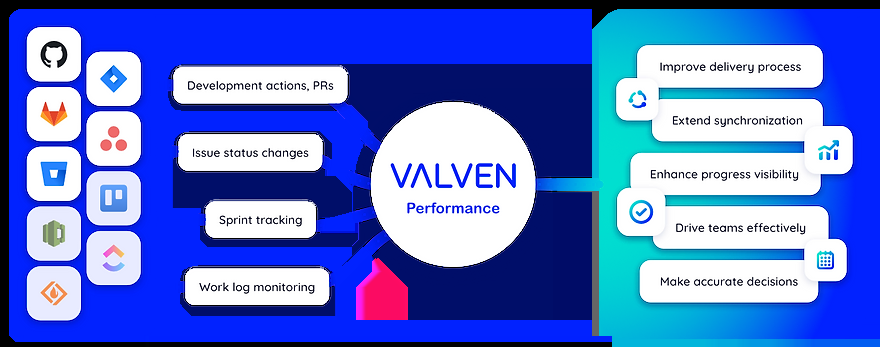 Development actions, PRs
Issue status changes
Sprint tracking
Work log monitoring
VALVEN
Performance
Improve delivery process
Extend synchronization
Enhance progress visibility
Drive teams effectively
Make accurate decisions